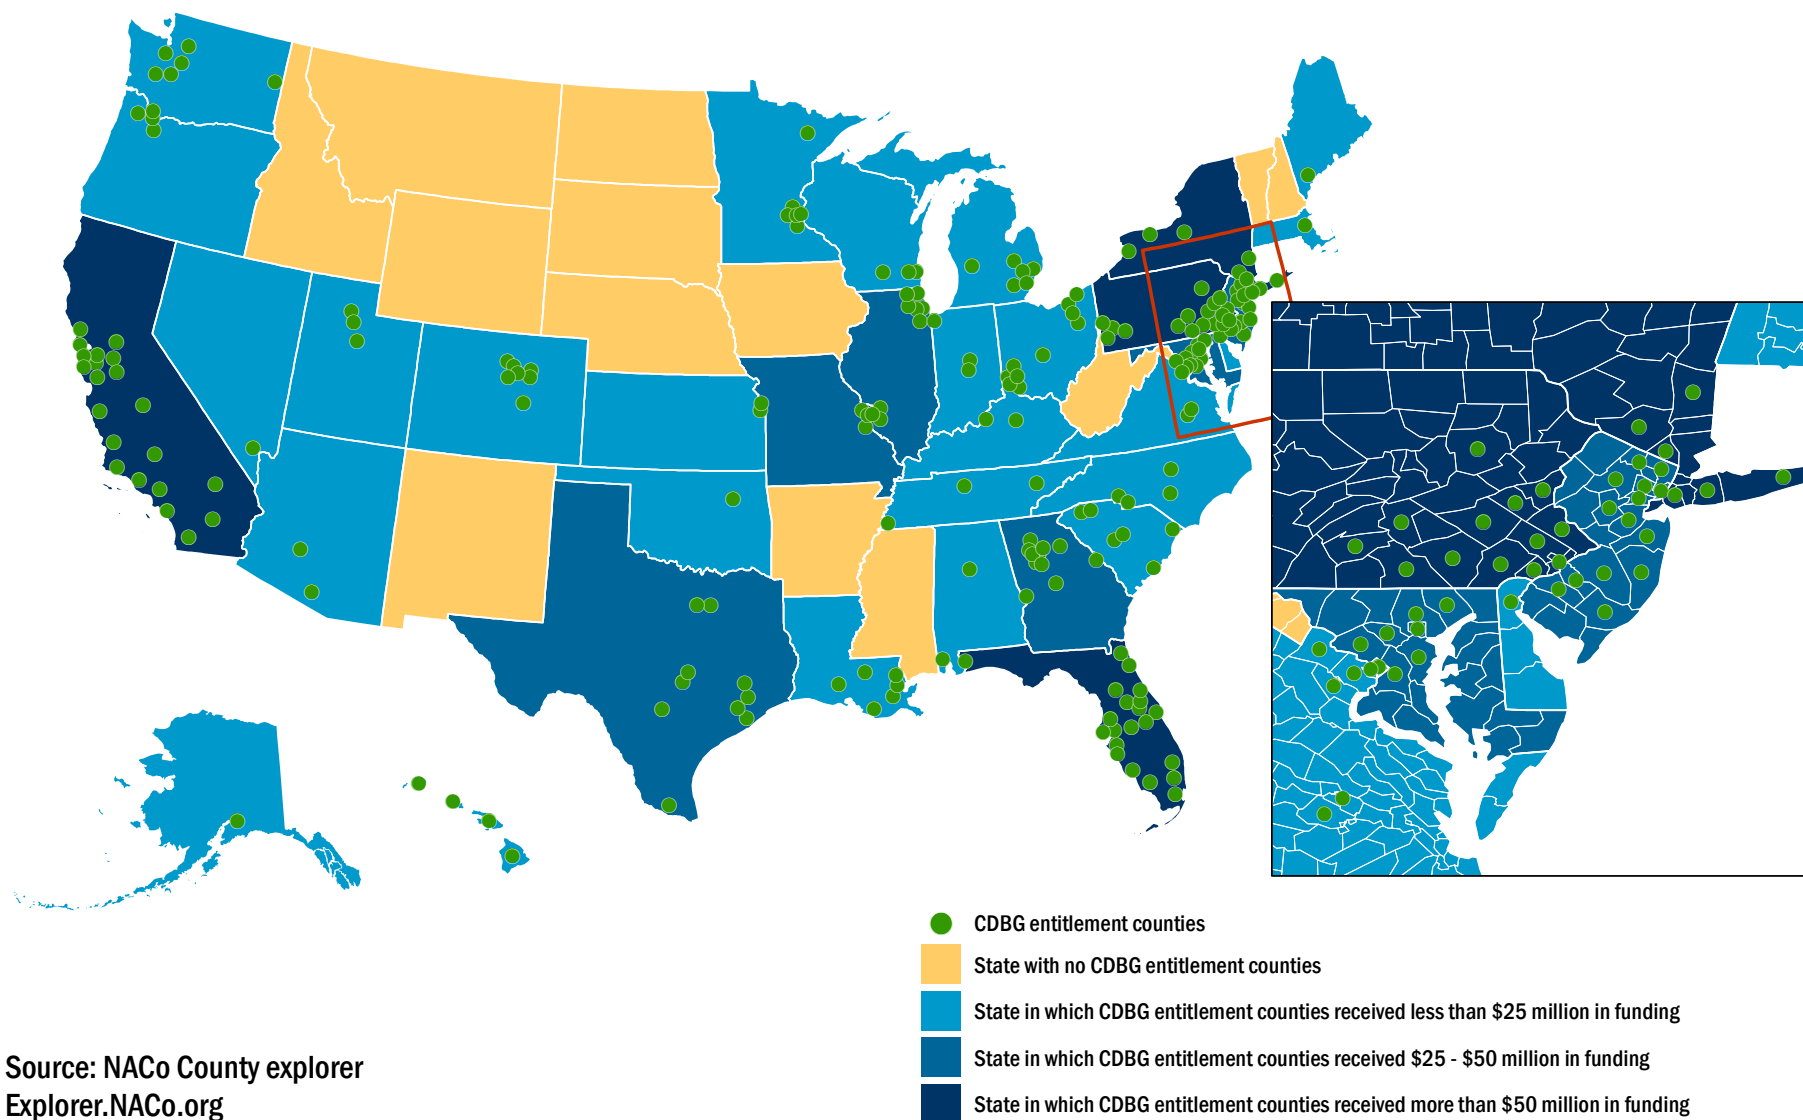 CDBG entitlement counties
State with no CDBG entitlement counties
State in which CDBG entitlement counties received less than $25 million in funding
State in which CDBG entitlement counties received $25 - $50 million in funding
State in which CDBG entitlement counties received more than $50 million in funding
Source: NACo County explorer
Explorer.NACo.org